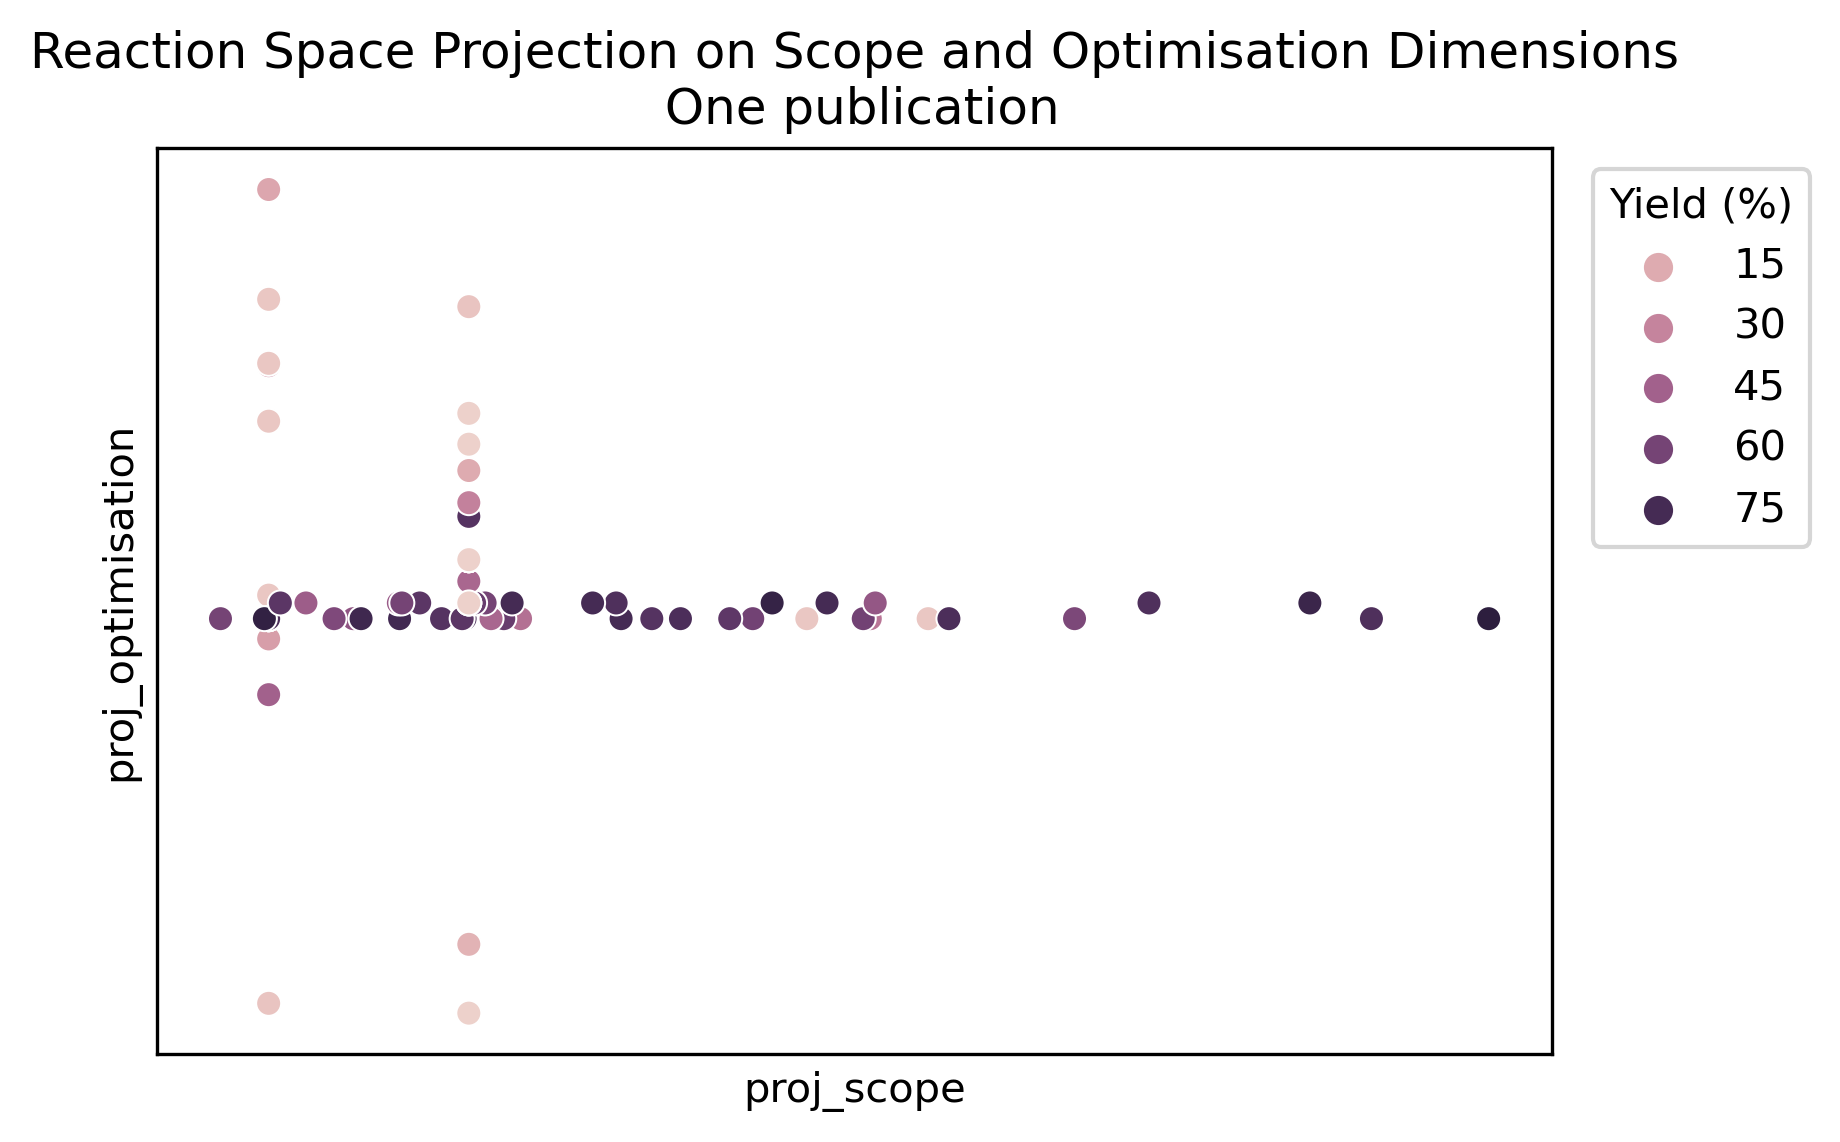 Reaction Space Projection on Scope and Optimisation Dimensions
One publication
Yield (%)
15
30
45
60
75
proj_optimisation
proj_scope